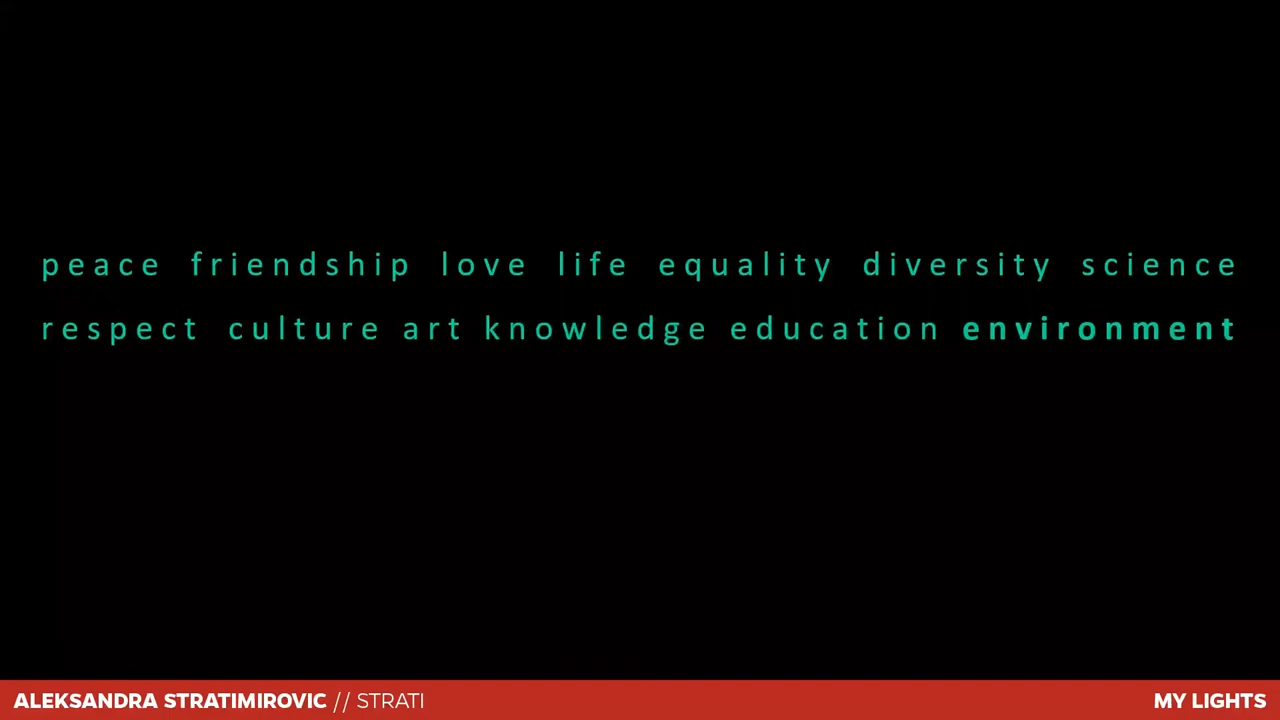 peace friendship love life equality diversity science
respect culture art knowledge education environment
ALEKSANDRA STRATIMIROVIC // STRATI
MY LIGHTS